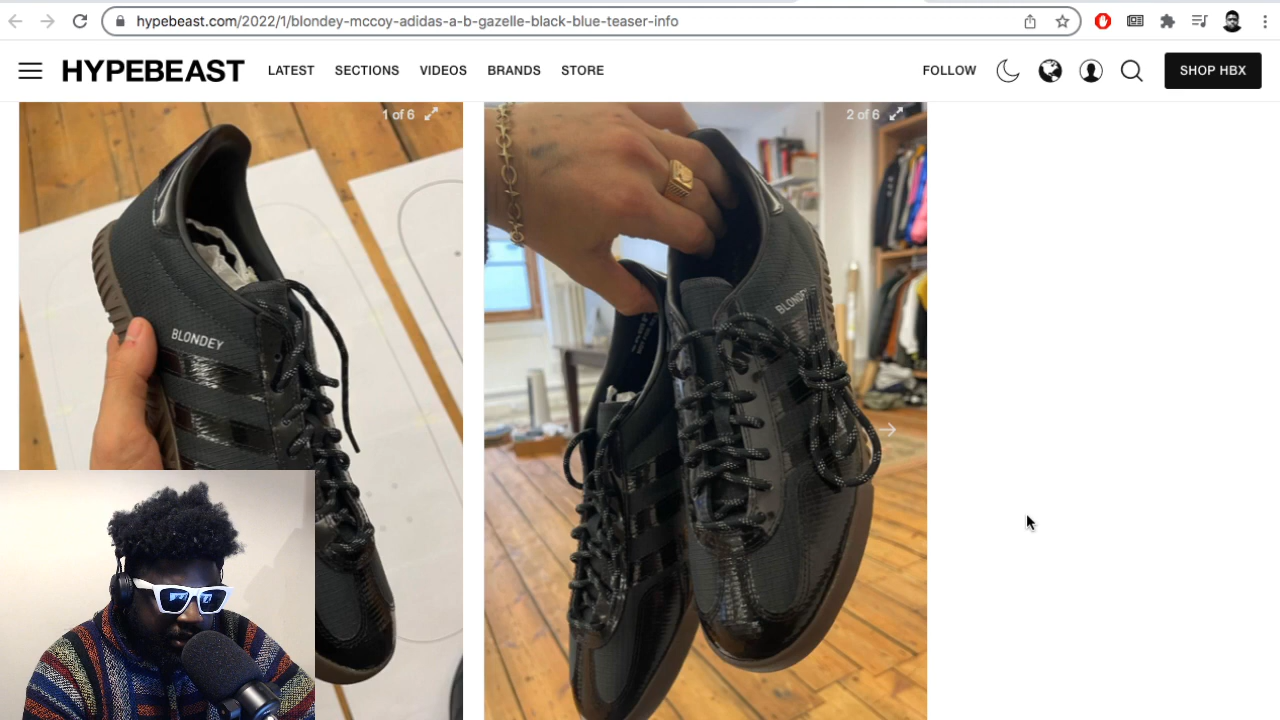 hypebeast.com/2022/1/blondey-mccoy-adidas-a-b-gazelle-black-blue-teaser-info
HYPEBEAST LATEST SECTIONS VIDEOS BRANDS STORE FOLLOW SHOP HBX
1 of 6
2 of 6
BLONDEY
BLONDEY